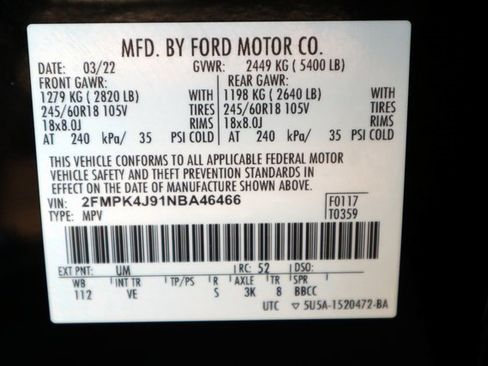 MFD. BY FORD MOTOR CO.
DATE: 03/22 GVWR: 2449 KG (5400 LB)
FRONT GAWR: REAR GAWR:
1279 KG (2820 LB) WITH 1198 KG (2640 LB) WITH
245/60R18 105V TIRES 245/60R18 105V TIRES
18x8.0J RIMS 18x8.0J RIMS
AT 240 kPa/ 35 PSI COLD AT 240 kPa/ 35 PSI COLD
THIS VEHICLE CONFORMS TO ALL APPLICABLE FEDERAL MOTOR
VEHICLE SAFETY AND THEFT PREVENTION STANDARDS IN
EFFECT ON THE DATE OF MANUFACTURE SHOWN ABOVE.
VIN: 2FMPK4J91NBA46466 F0117
TYPE: MPV T0359
EXT PNT: UM RC: 52 DSO:
WB INT TR TP/PS R AXLE TR SPR
112 VE S 3K 8 BBCC
UTC ▽ 5U5A-1520472-BA